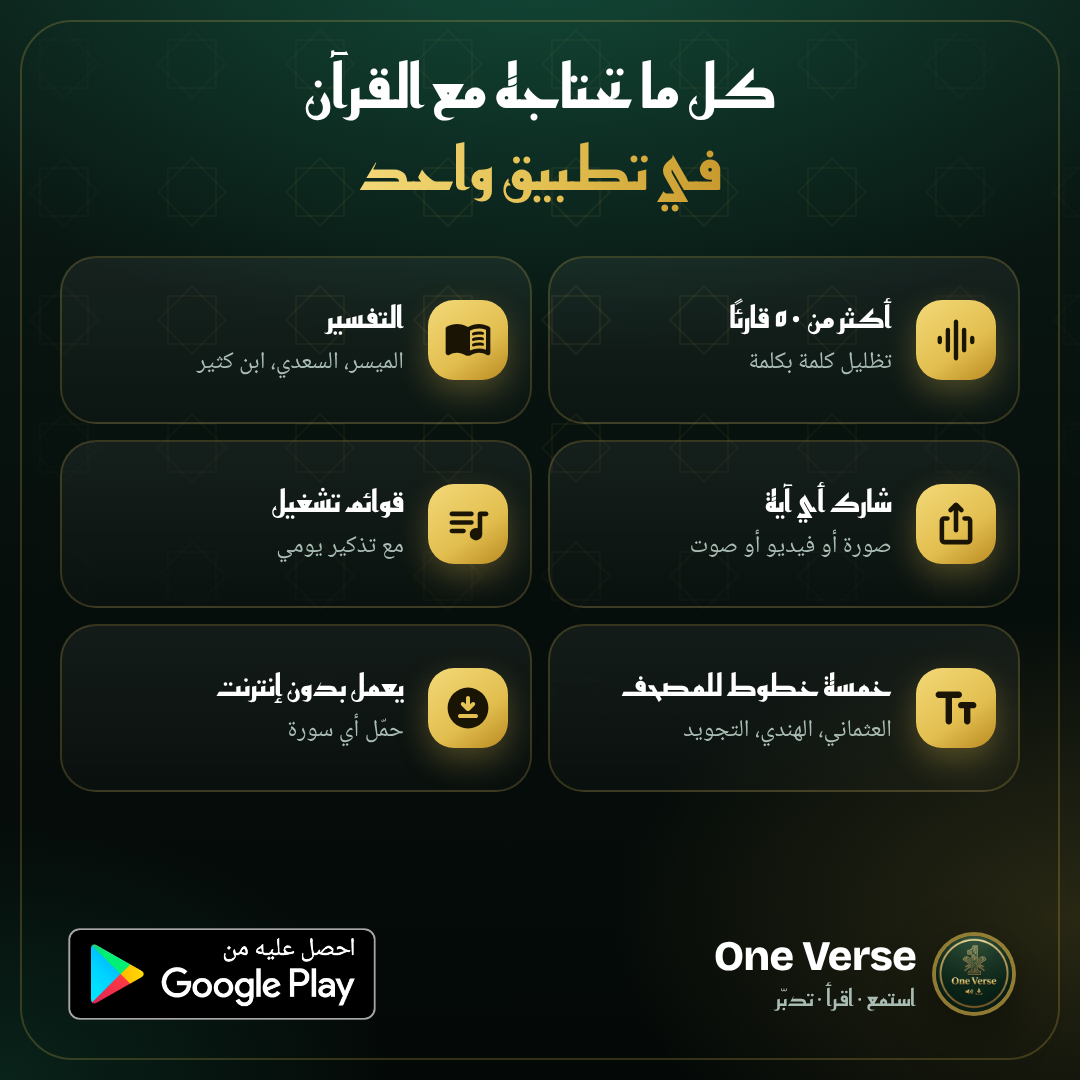 كل ما تحتاجه مع القرآن
في تطبيق واحد
أكثر من ٥٠ قارئًا
تظليل كلمة بكلمة
التفسير
الميسر، السعدي، ابن كثير
شارك أي آية
صورة أو فيديو أو صوت
قوائم تشغيل
مع تذكير يومي
خمسة خطوط للمصحف
العثماني، الهندي، التجويد
يعمل بدون إنترنت
حمّل أي سورة
One Verse
استمع · اقرأ · تدبّر
One Verse
احصل عليه من
Google Play